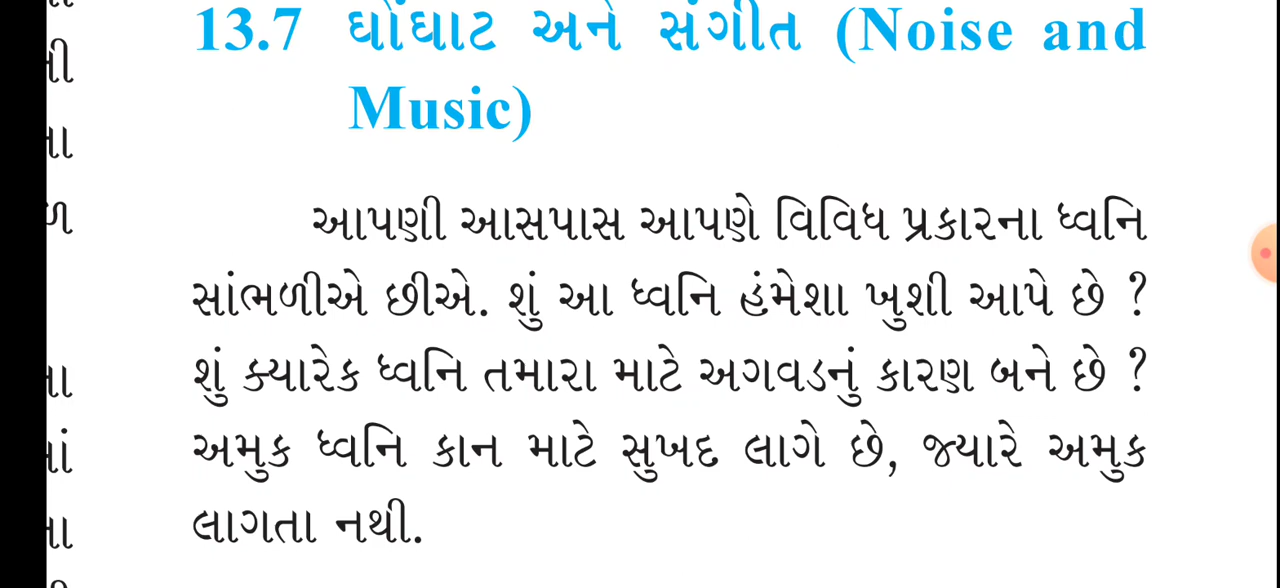 13.7 ઘોંઘાટ અને સંગીત (Noise and
Music)
આપણી આસપાસ આપણે વિવિધ પ્રકારના ધ્વનિ
સાંભળીએ છીએ. શું આ ધ્વનિ હંમેશા ખુશી આપે છે ?
શું ક્યારેક ધ્વનિ તમારા માટે અગવડનું કારણ બને છે ?
અમુક ધ્વનિ કાન માટે સુખદ લાગે છે, જ્યારે અમુક
લાગતા નથી.